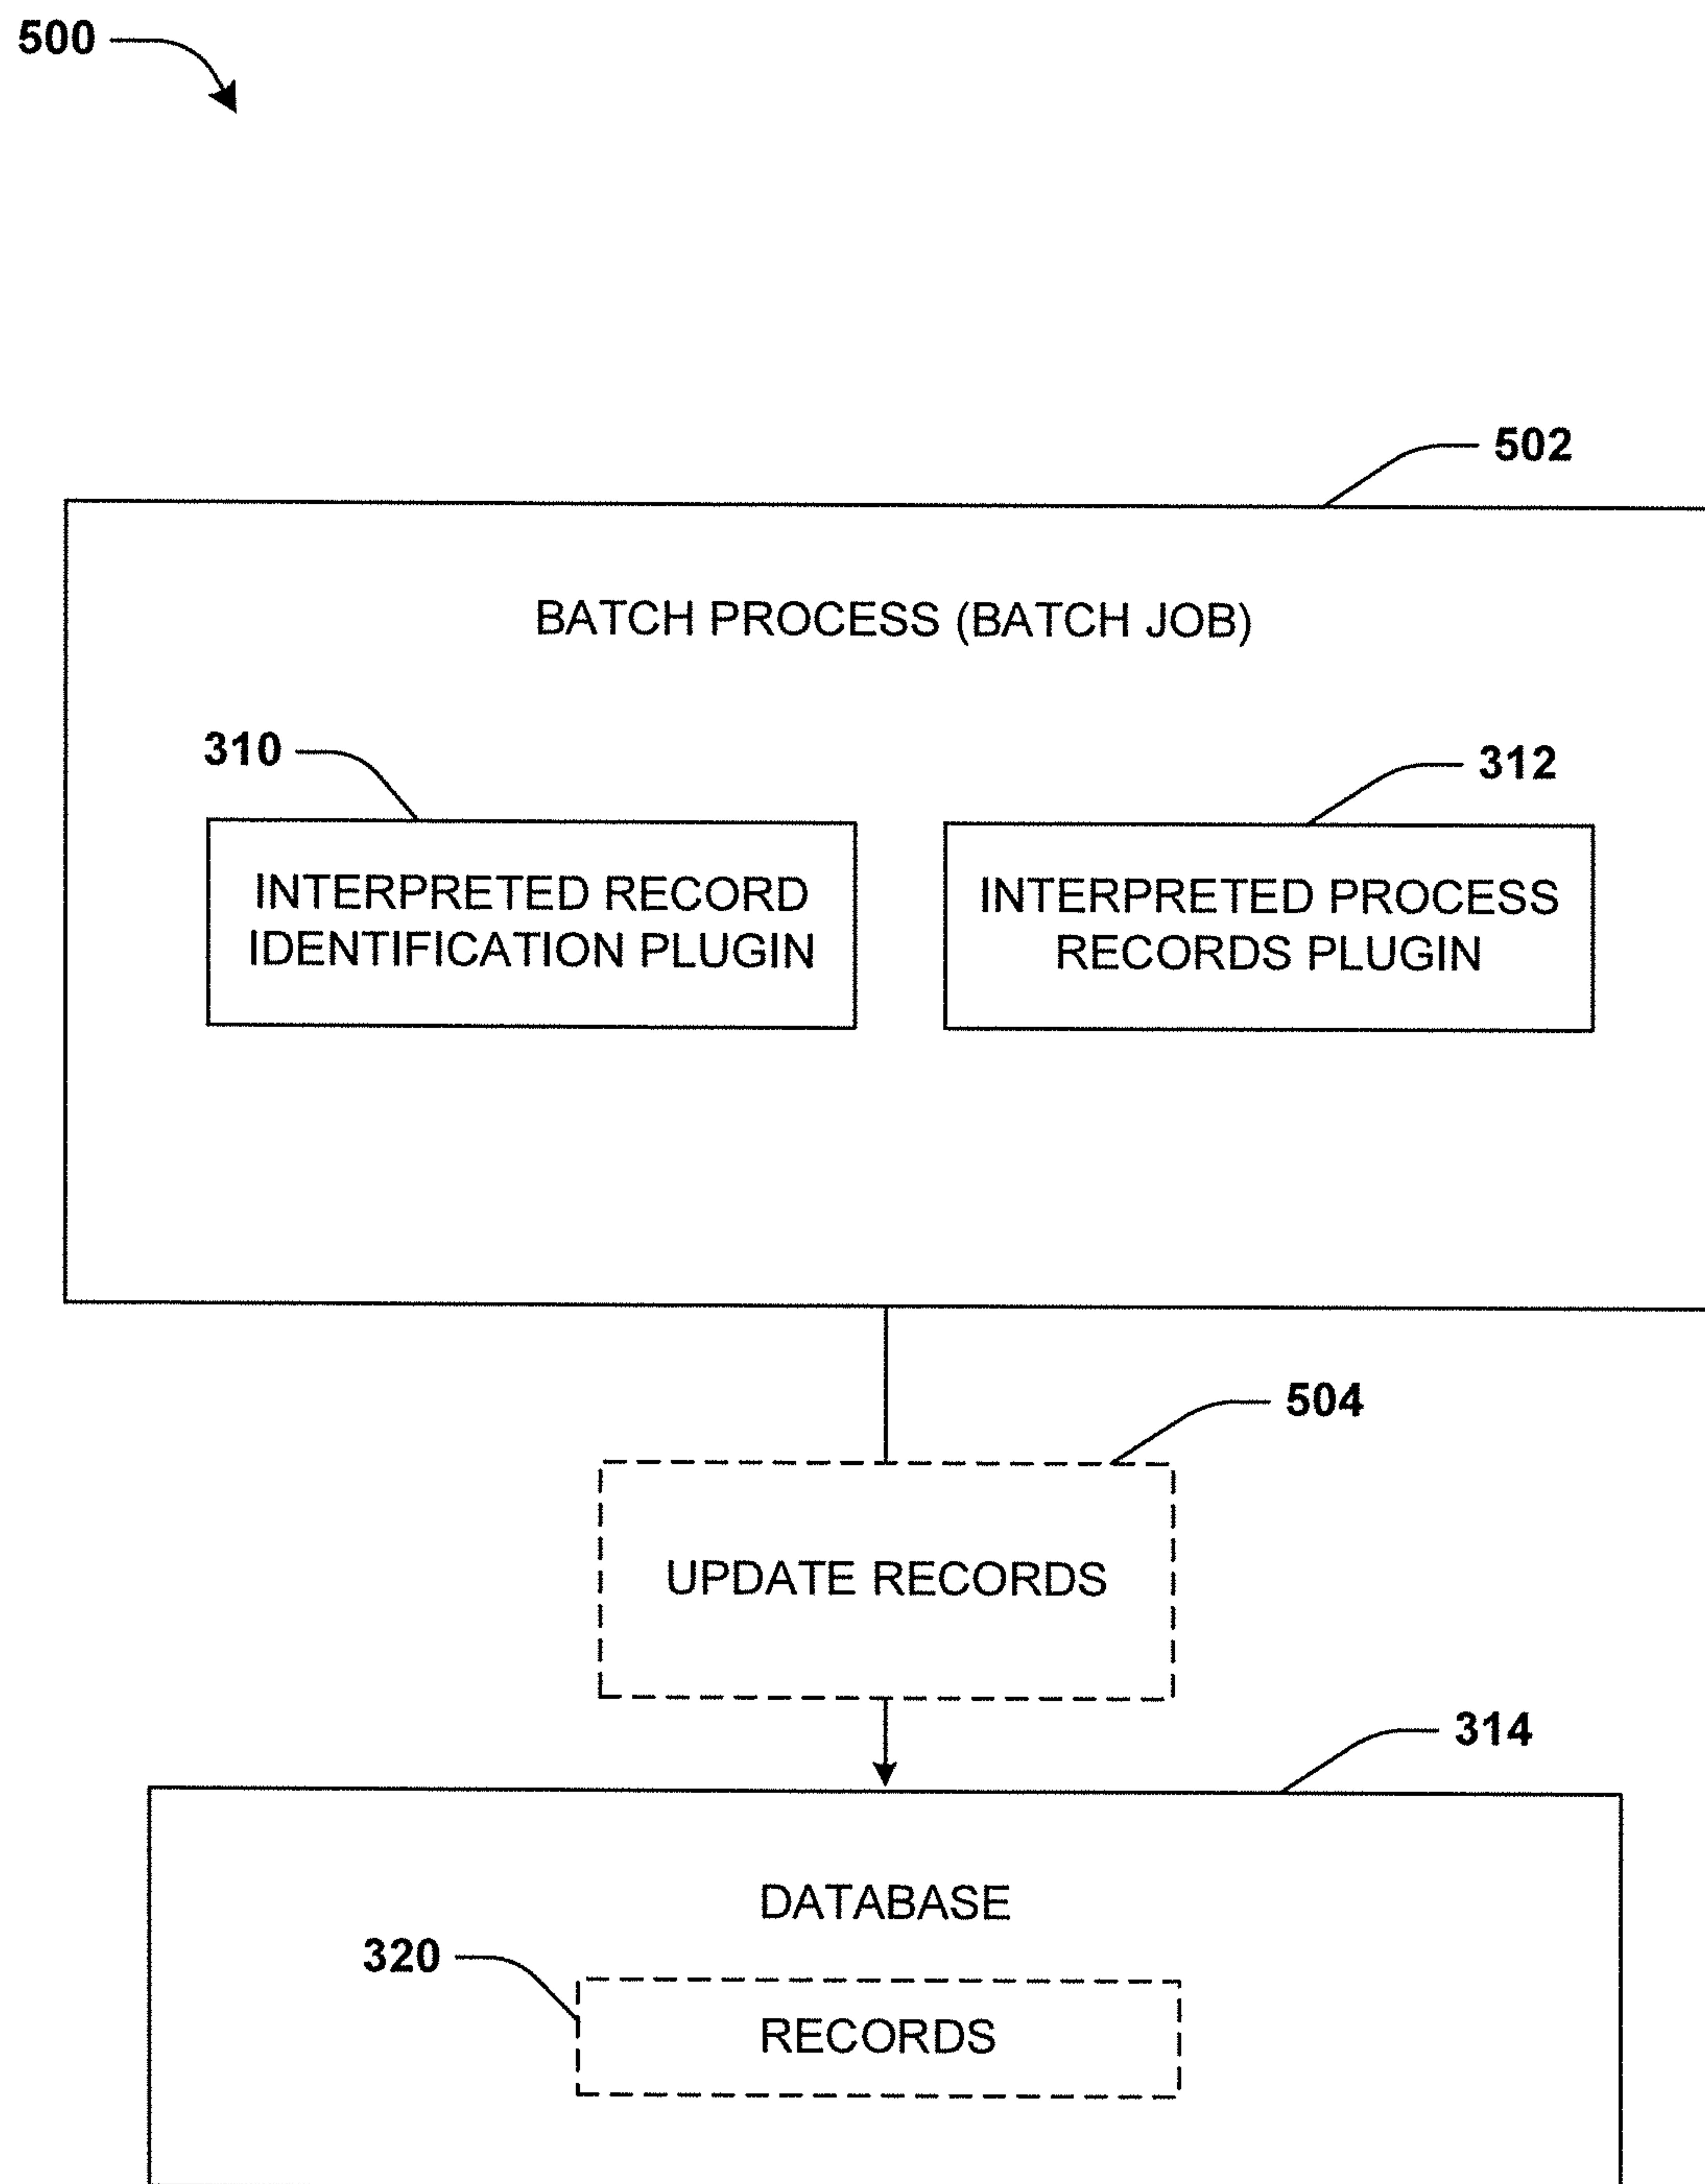 500
502
BATCH PROCESS (BATCH JOB)
310
312
INTERPRETED RECORD
IDENTIFICATION PLUGIN
INTERPRETED PROCESS
RECORDS PLUGIN
504
UPDATE RECORDS
314
DATABASE
320
RECORDS